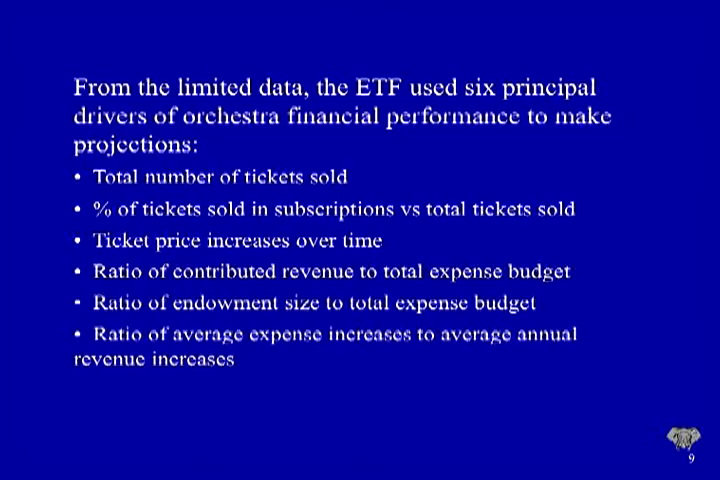 From the limited data, the ETF used six principal
drivers of orchestra financial performance to make
projections:
• Total number of tickets sold
• % of tickets sold in subscriptions vs total tickets sold
• Ticket price increases over time
• Ratio of contributed revenue to total expense budget
• Ratio of endowment size to total expense budget
• Ratio of average expense increases to average annual
revenue increases
9